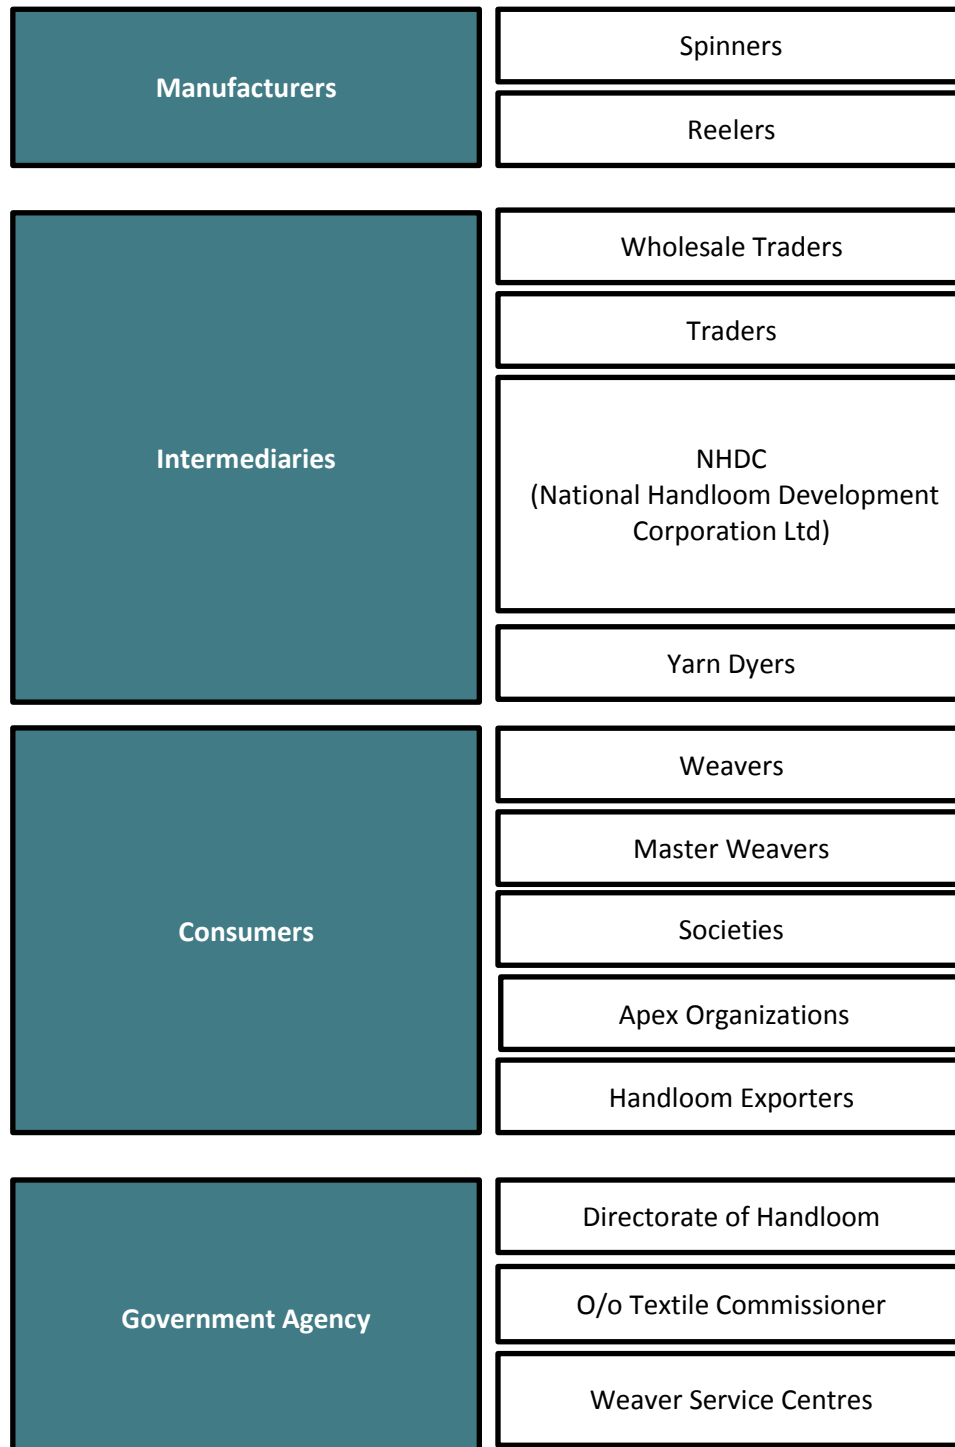 Manufacturers
Spinners
Reelers
Intermediaries
Wholesale Traders
Traders
NHDC
(National Handloom Development
Corporation Ltd)
Yarn Dyers
Consumers
Weavers
Master Weavers
Societies
Apex Organizations
Handloom Exporters
Government Agency
Directorate of Handloom
O/o Textile Commissioner
Weaver Service Centres